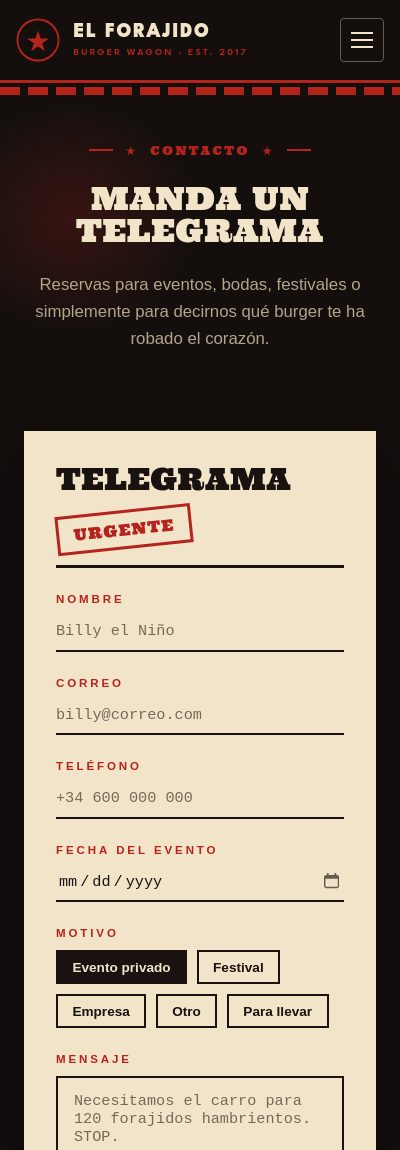 EL FORAJIDO
BURGER WAGON · EST. 2017
★ CONTACTO ★
MANDA UN
TELEGRAMA
Reservas para eventos, bodas, festivales o
simplemente para decirnos qué burger te ha
robado el corazón.
TELEGRAMA
URGENTE
NOMBRE
Billy el Niño
CORREO
billy@correo.com
TELÉFONO
+34 600 000 000
FECHA DEL EVENTO
mm/dd/yyyy
MOTIVO
Evento privado
Festival
Empresa
Otro
Para llevar
MENSAJE
Necesitamos el carro para
120 forajidos hambrientos.
STOP.